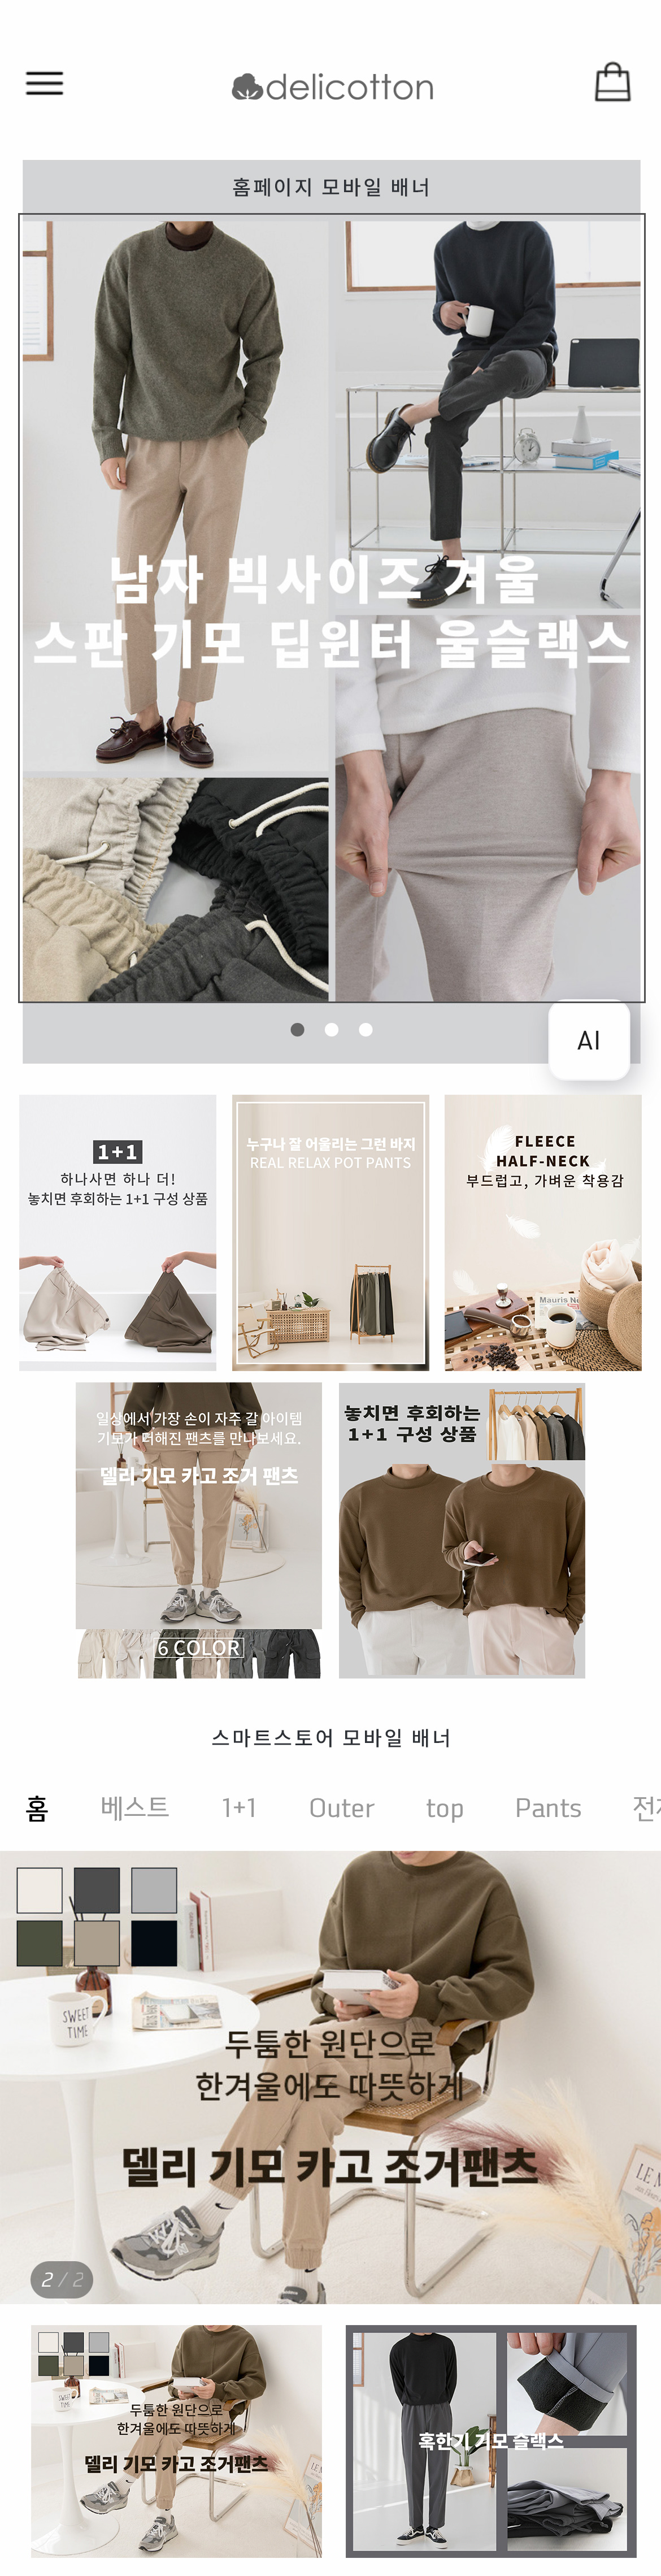 delicotton
홈페이지 모바일 배너
남자 빅사이즈 겨울
스판 기모 딥윈터 울슬랙스
AI
1+1
하나사면 하나 더!
놓치면 후회하는 1+1 구성 상품
누구나 잘 어울리는 그런 바지
REAL RELAX POT PANTS
FLEECE
HALF-NECK
부드럽고, 가벼운 착용감
Mauris
일상에서 가장 손이 자주 갈 아이템
기모가 더해진 팬츠를 만나보세요.
델리 기모 카고 조거 팬츠
6 COLOR
놓치면 후회하는
1+1 구성 상품
스마트스토어 모바일 배너
홈 베스트 1+1 Outer top Pants
SWEET
TIME
두툼한 원단으로
한겨울에도 따뜻하게
델리 기모 카고 조거팬츠
LE M
2 / 2
SWEET
TIME
두툼한 원단으로
한겨울에도 따뜻하게
델리 기모 카고 조거팬츠
혹한기 기모 슬랙스